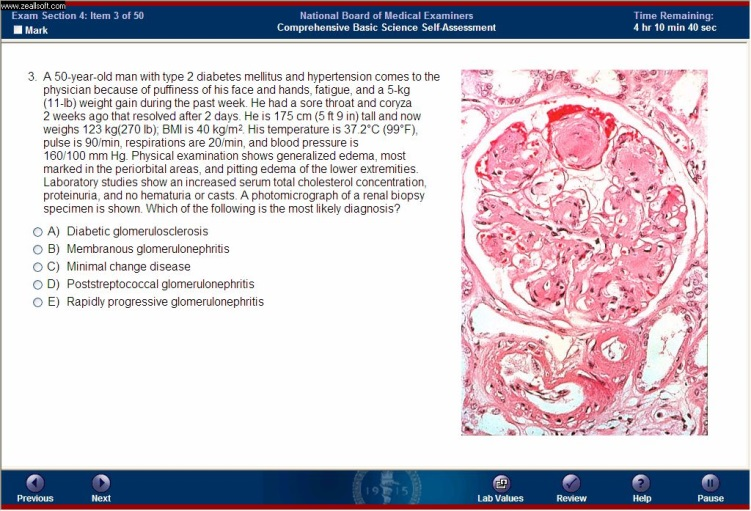 www.zeallsoft.com
Exam Section 4: Item 3 of 50
National Board of Medical Examiners
Time Remaining:
Mark
Comprehensive Basic Science Self-Assessment
4 hr 10 min 40 sec
3. A 50-year-old man with type 2 diabetes mellitus and hypertension comes to the
physician because of puffiness of his face and hands, fatigue, and a 5-kg
(11-lb) weight gain during the past week. He had a sore throat and coryza
2 weeks ago that resolved after 2 days. He is 175 cm (5 ft 9 in) tall and now
weighs 123 kg(270 lb); BMI is 40 kg/m². His temperature is 37.2°C (99°F),
pulse is 90/min, respirations are 20/min, and blood pressure is
160/100 mm Hg. Physical examination shows generalized edema, most
marked in the periorbital areas, and pitting edema of the lower extremities.
Laboratory studies show an increased serum total cholesterol concentration,
proteinuria, and no hematuria or casts. A photomicrograph of a renal biopsy
specimen is shown. Which of the following is the most likely diagnosis?
A) Diabetic glomerulosclerosis
B) Membranous glomerulonephritis
C) Minimal change disease
D) Poststreptococcal glomerulonephritis
E) Rapidly progressive glomerulonephritis
19 15
Previous
Next
Lab Values
Review
Help
Pause